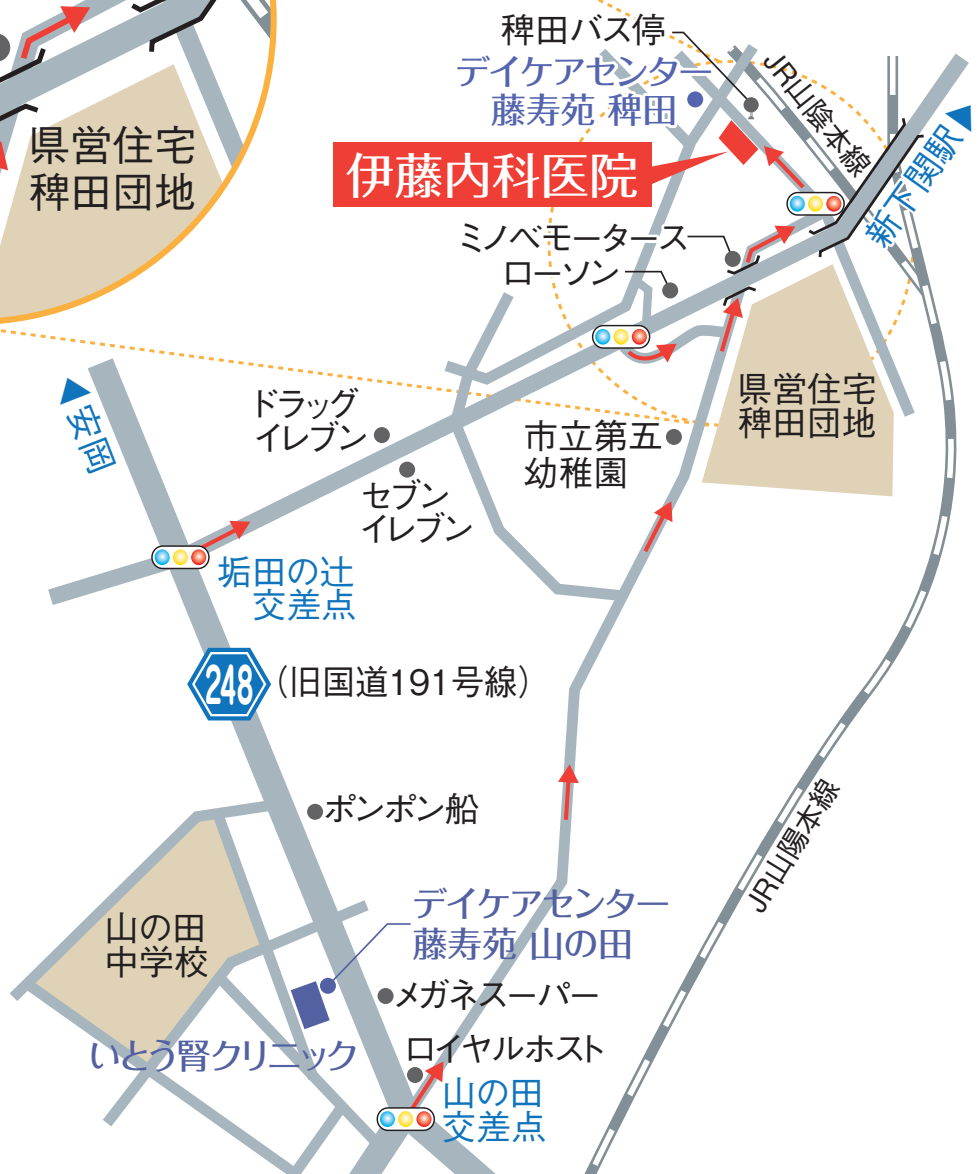 県営住宅
稗田団地
稗田バス停
デイケアセンター
藤寿苑 稗田
JR山陰本線
新下関駅▲
伊藤内科医院
ミノベモータース
ローソン
県営住宅
稗田団地
▲安岡
ドラッグ
イレブン
市立第五
幼稚園
セブン
イレブン
垢田の辻
交差点
248
(旧国道191号線)
ポンポン船
JR山陽本線
デイケアセンター
藤寿苑 山の田
山の田
中学校
メガネスーパー
いとう腎クリニック
ロイヤルホスト
山の田
交差点